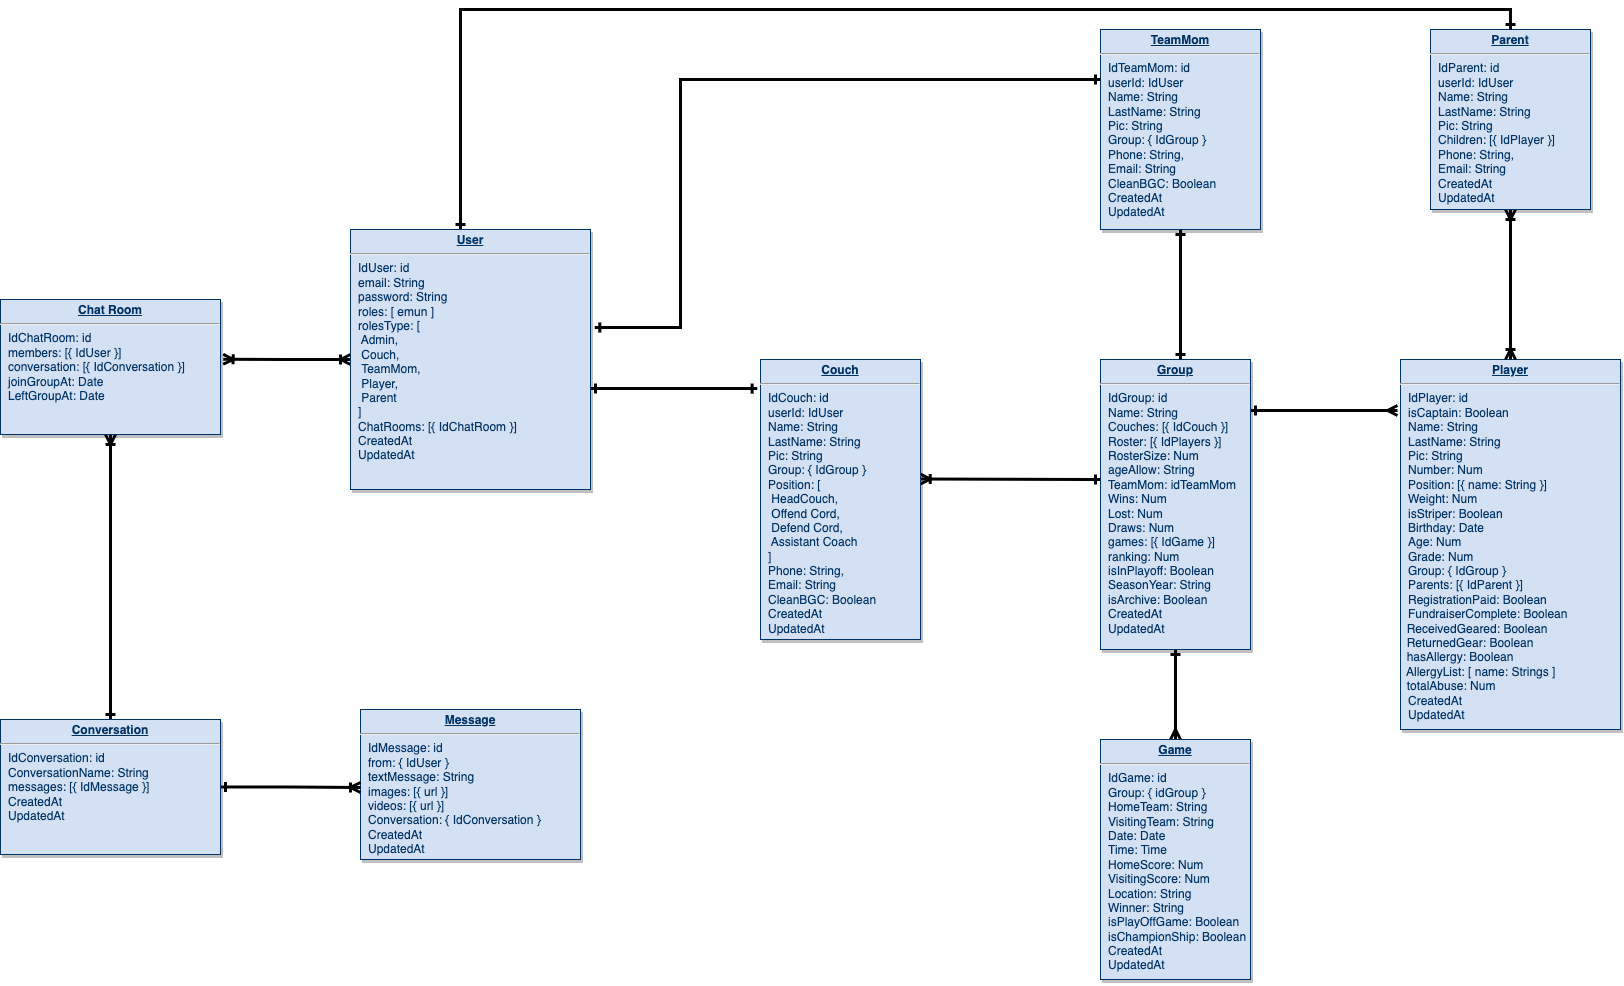 TeamMom
IdTeamMom: id
userId: IdUser
Name: String
LastName: String
Pic: String
Group: { IdGroup }
Phone: String,
Email: String
CleanBGC: Boolean
CreatedAt
UpdatedAt
Parent
IdParent: id
userId: IdUser
Name: String
LastName: String
Pic: String
Children: [{ IdPlayer }]
Phone: String,
Email: String
CreatedAt
UpdatedAt
User
IdUser: id
email: String
password: String
roles: [ emun ]
rolesType: [
Admin,
Couch,
TeamMom,
Player,
Parent
]
ChatRooms: [{ IdChatRoom }]
CreatedAt
UpdatedAt
Chat Room
IdChatRoom: id
members: [{ IdUser }]
conversation: [{ IdConversation }]
joinGroupAt: Date
LeftGroupAt: Date
Couch
IdCouch: id
userId: IdUser
Name: String
LastName: String
Pic: String
Group: { IdGroup }
Position: [
HeadCouch,
Offend Cord,
Defend Cord,
Assistant Coach
]
Phone: String,
Email: String
CleanBGC: Boolean
CreatedAt
UpdatedAt
Group
IdGroup: id
Name: String
Couches: [{ IdCouch }]
Roster: [{ IdPlayers }]
RosterSize: Num
ageAllow: String
TeamMom: idTeamMom
Wins: Num
Lost: Num
Draws: Num
games: [{ IdGame }]
ranking: Num
isInPlayoff: Boolean
SeasonYear: String
isArchive: Boolean
CreatedAt
UpdatedAt
Player
IdPlayer: id
isCaptain: Boolean
Name: String
LastName: String
Pic: String
Number: Num
Position: [{ name: String }]
Weight: Num
isStriper: Boolean
Birthday: Date
Age: Num
Grade: Num
Group: { IdGroup }
Parents: [{ IdParent }]
RegistrationPaid: Boolean
FundraiserComplete: Boolean
ReceivedGeared: Boolean
ReturnedGear: Boolean
hasAllergy: Boolean
AllergyList: [ name: Strings ]
totalAbuse: Num
CreatedAt
UpdatedAt
Conversation
IdConversation: id
ConversationName: String
messages: [{ IdMessage }]
CreatedAt
UpdatedAt
Message
IdMessage: id
from: { IdUser }
textMessage: String
images: [{ url }]
videos: [{ url }]
Conversation: { IdConversation }
CreatedAt
UpdatedAt
Game
IdGame: id
Group: { idGroup }
HomeTeam: String
VisitingTeam: String
Date: Date
Time: Time
HomeScore: Num
VisitingScore: Num
Location: String
Winner: String
isPlayOffGame: Boolean
isChampionShip: Boolean
CreatedAt
UpdatedAt